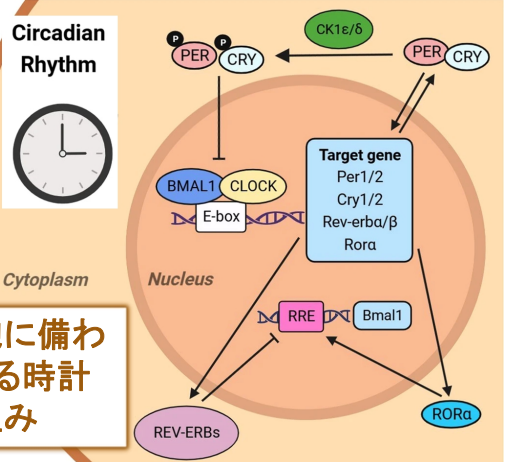 Circadian
Rhythm
CK1ε/δ
P
P
PER
CRY
PER
CRY
Target gene
Per1/2
Cry1/2
Rev-erbα/β
Rorα
BMAL1
CLOCK
E-box
Cytoplasm
Nucleus
RRE
Bmal1
に備わ
る時計
み
REV-ERBs
RORα